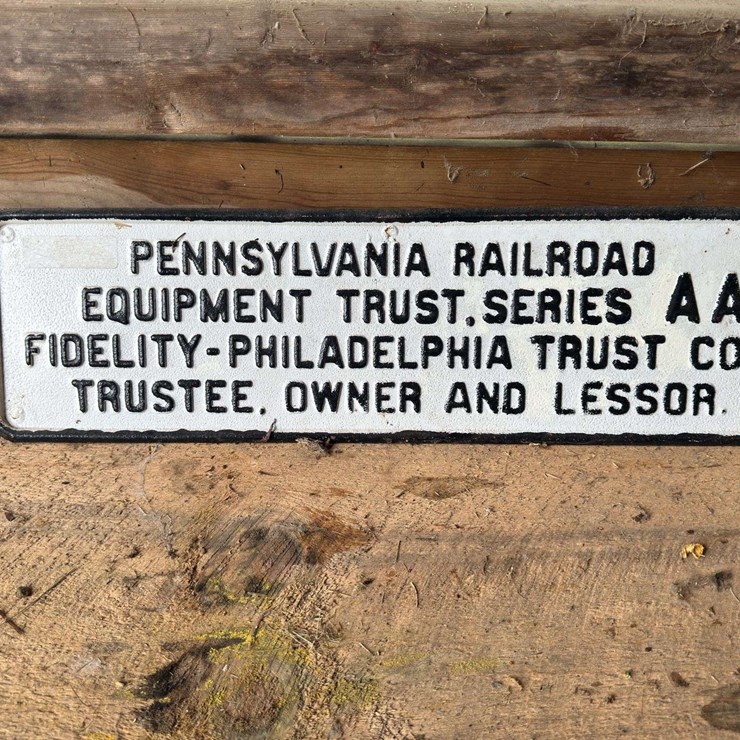 PENNSYLVANIA RAILROAD
EQUIPMENT TRUST, SERIES AA
FIDELITY-PHILADELPHIA TRUST CO
TRUSTEE, OWNER AND LESSOR.